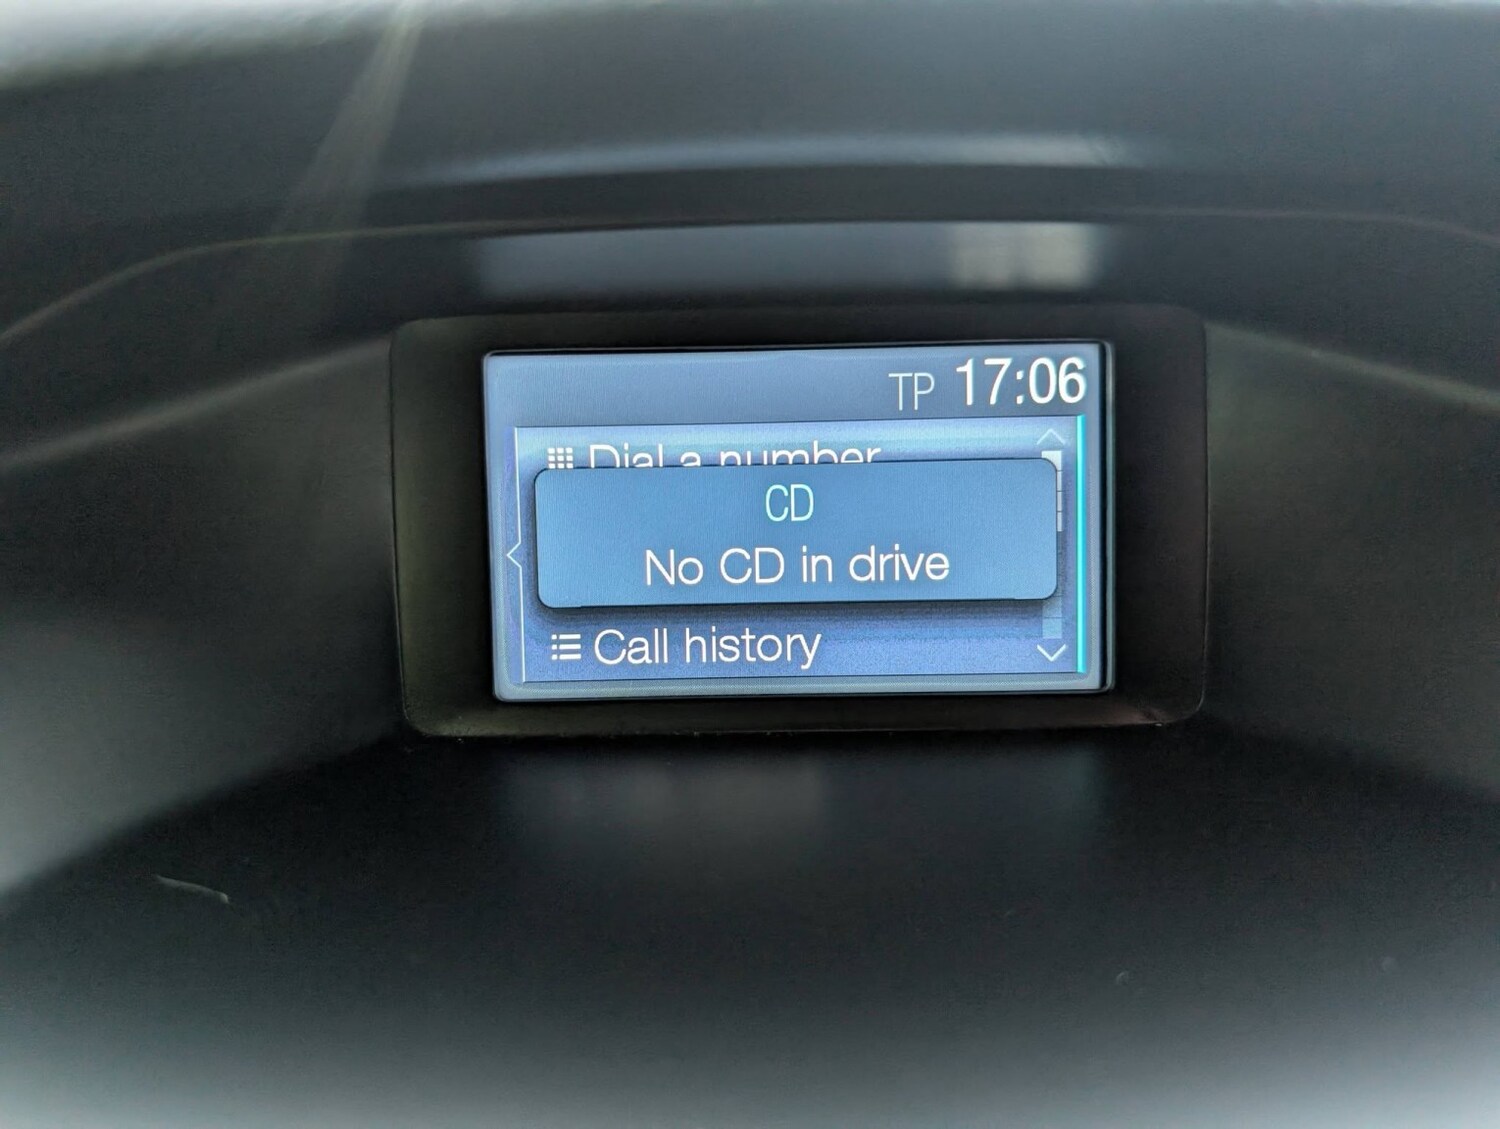 TP 17:06
Dial a number
CD
No CD in drive
Call history